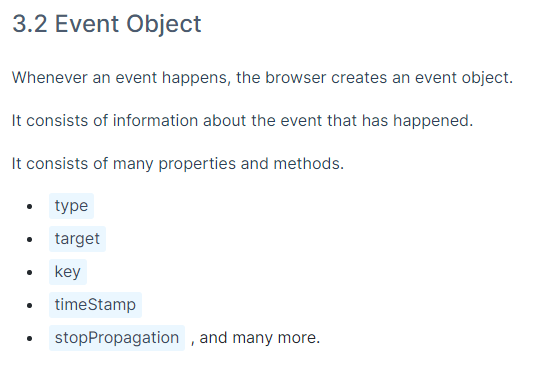 3.2 Event Object
Whenever an event happens, the browser creates an event object.
It consists of information about the event that has happened.
It consists of many properties and methods.
• type
• target
• key
• timeStamp
• stopPropagation , and many more.